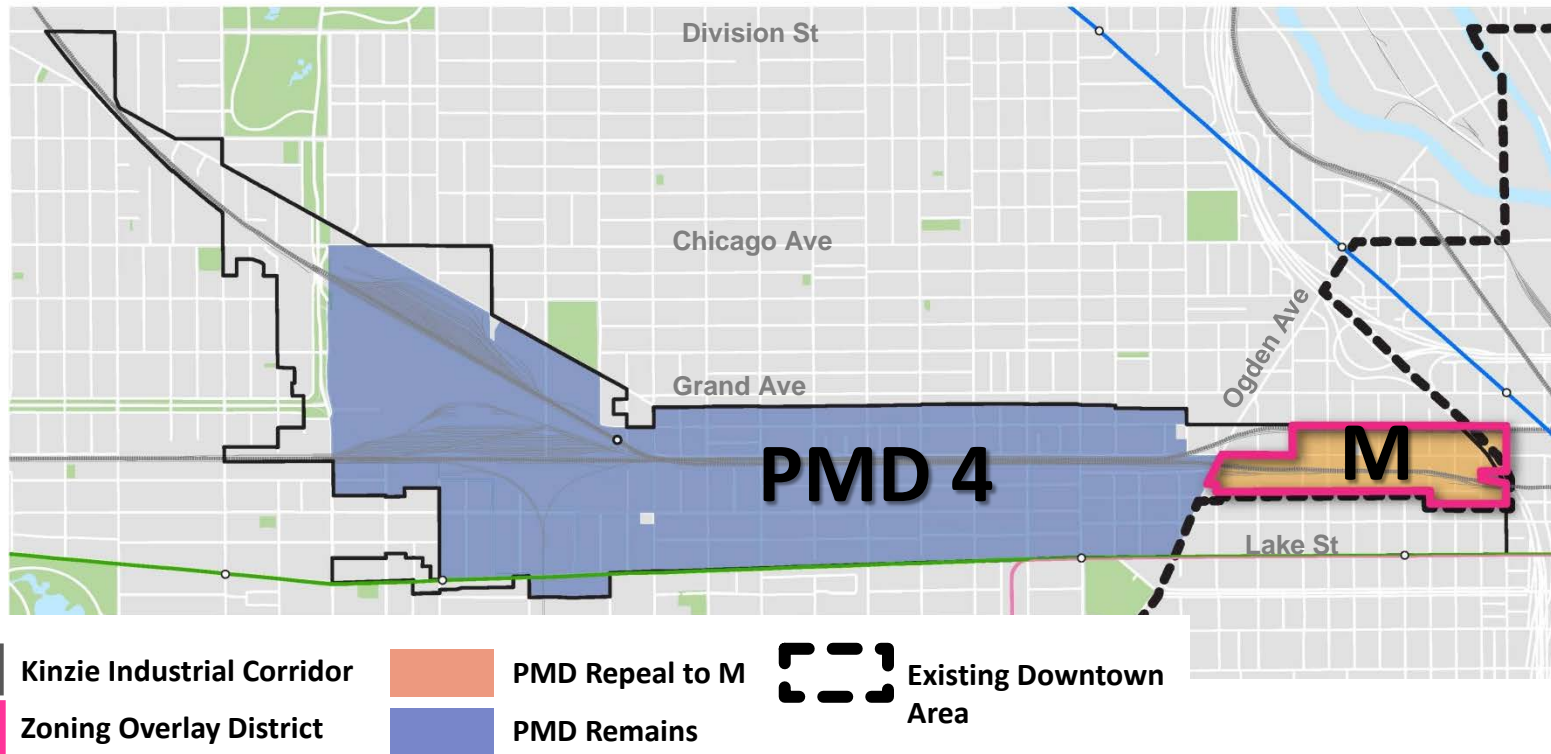 Division St
Chicago Ave
Ogden Ave
Grand Ave
PMD 4
M
Lake St
Kinzie Industrial Corridor
PMD Repeal to M
Existing Downtown
Area
Zoning Overlay District
PMD Remains